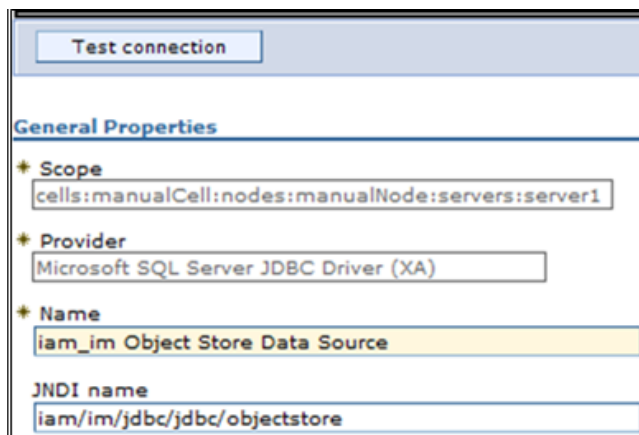 Test connection
General Properties
* Scope
cells:manualCell:nodes:manualNode:servers:server1
* Provider
Microsoft SQL Server JDBC Driver (XA)
* Name
iam_im Object Store Data Source
JNDI name
iam/im/jdbc/jdbc/objectstore